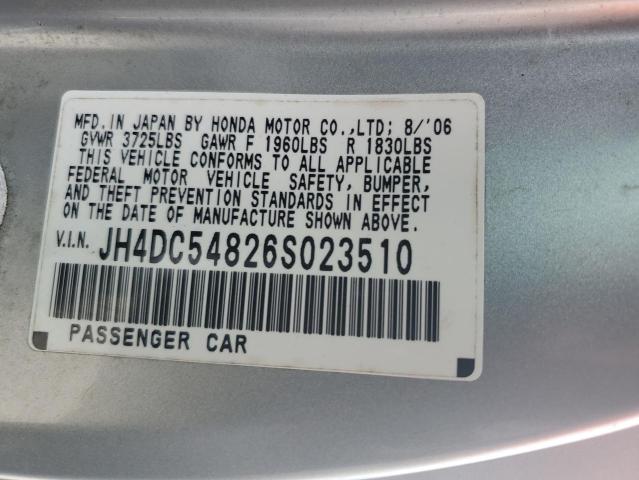 MFD. IN JAPAN BY HONDA MOTOR CO.,LTD; 8/'06
GVWR 3725LBS GAWR F 1960LBS R 1830LBS
THIS VEHICLE CONFORMS TO ALL APPLICABLE
FEDERAL MOTOR VEHICLE SAFETY, BUMPER,
AND THEFT PREVENTION STANDARDS IN EFFECT
ON THE DATE OF MANUFACTURE SHOWN ABOVE.
V.I.N. JH4DC54826S023510
PASSENGER CAR